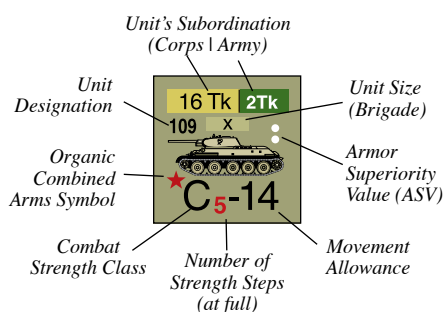 Unit's Subordination
(Corps | Army)
Unit
Designation
Unit Size
(Brigade)
16 Tk 2Tk
109 x
Organic
Combined
Arms Symbol
Armor
Superiority
Value (ASV)
C5-14
Combat
Strength Class
Number of
Strength Steps
(at full)
Movement
Allowance